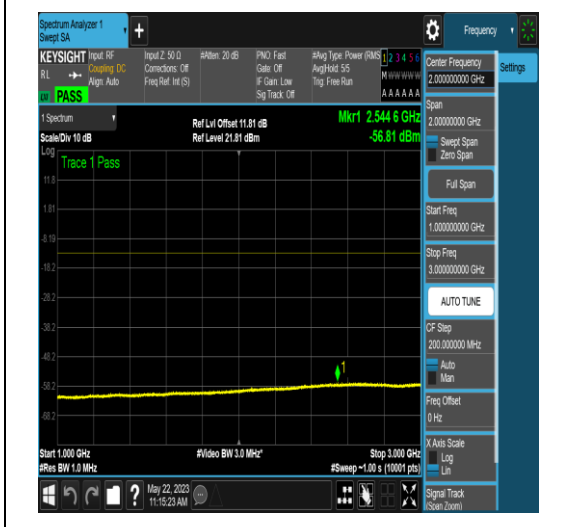 Spectrum Analyzer 1
Swept SA
+
Frequency
KEYSIGHT
Input: RF
Coupling: DC
Align: Auto
Input Z: 50 Ω
Corrections: Off
Freq Ref: Int (S)
#Atten: 20 dB
PNO: Fast
Gate: Off
IF Gain: Low
Sig Track: Off
#Avg Type: Power (RMS
Avg|Hold: 5/5
Trig: Free Run
1 2 3 4 5 6
M W W W W W
A A A A A A
RL
PASS
1 Spectrum
Scale/Div 10 dB
Ref Lvl Offset 11.81 dB
Ref Level 21.81 dBm
Mkr1 2.544 6 GHz
-56.81 dBm
Log
Trace 1 Pass
11.8
1.81
-8.19
-18.2
-28.2
-38.2
-48.2
-58.2
-68.2
1
Start 1.000 GHz
#Res BW 1.0 MHz
#Video BW 3.0 MHz*
Stop 3.000 GHz
#Sweep ~1.00 s (10001 pts)
May 22, 2023
11:15:23 AM
Settings
Center Frequency
2.000000000 GHz
Span
2.00000000 GHz
Swept Span
Zero Span
Full Span
Start Freq
1.000000000 GHz
Stop Freq
3.000000000 GHz
AUTO TUNE
CF Step
200.000000 MHz
Auto
Man
Freq Offset
0 Hz
X Axis Scale
Log
Lin
Signal Track
(Span Zoom)